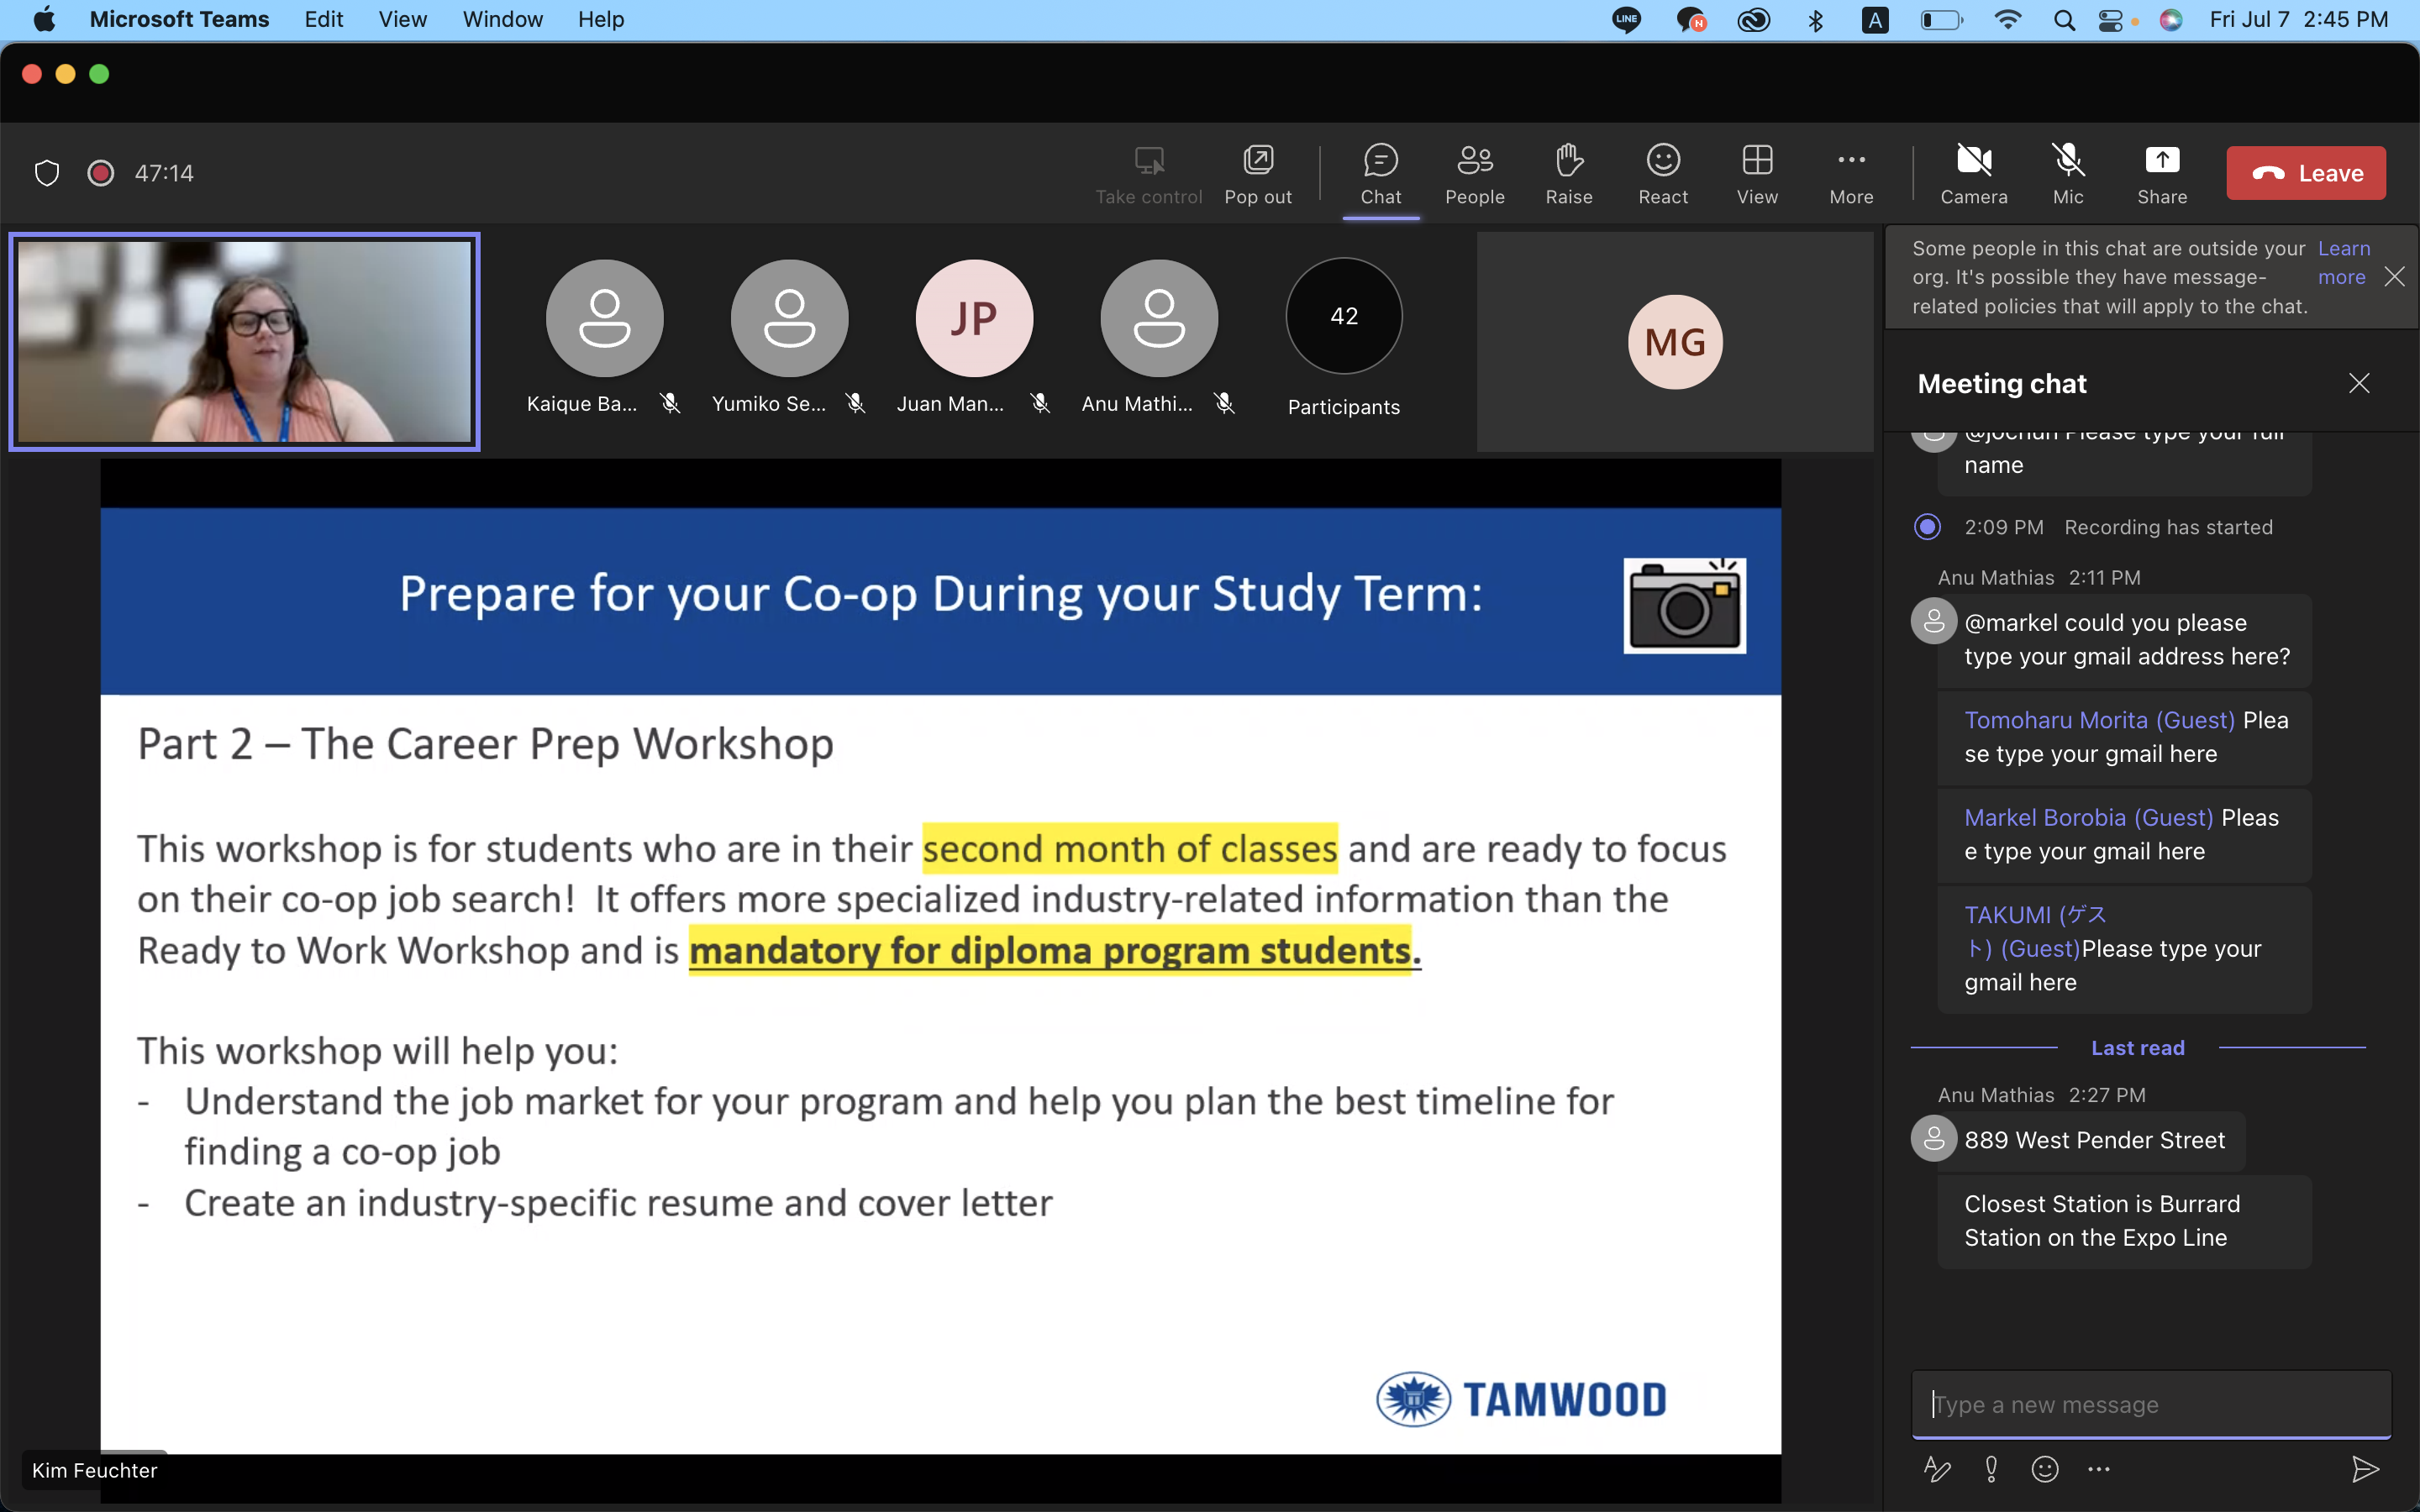 Microsoft Teams Edit View Window Help
LINE
N
A
Fri Jul 7 2:45 PM
47:14
Take control
Pop out
Chat
People
Raise
React
View
More
Camera
Mic
Share
Leave
JP
42
MG
Kaique Ba...
Yumiko Se...
Juan Man...
Anu Mathi...
Participants
Prepare for your Co-op During your Study Term:
Part 2 – The Career Prep Workshop
This workshop is for students who are in their second month of classes and are ready to focus
on their co-op job search! It offers more specialized industry-related information than the
Ready to Work Workshop and is mandatory for diploma program students.
This workshop will help you:
- Understand the job market for your program and help you plan the best timeline for
finding a co-op job
- Create an industry-specific resume and cover letter
TAMWOOD
Kim Feuchter
Some people in this chat are outside your
org. It's possible they have message-
related policies that will apply to the chat.
Learn
more
Meeting chat
@jochun Please type your full
name
2:09 PM Recording has started
Anu Mathias 2:11 PM
@markel could you please
type your gmail address here?
Tomoharu Morita (Guest) Plea
se type your gmail here
Markel Borobia (Guest) Pleas
e type your gmail here
TAKUMI (ゲス
ト) (Guest)Please type your
gmail here
Last read
Anu Mathias 2:27 PM
889 West Pender Street
Closest Station is Burrard
Station on the Expo Line
Type a new message